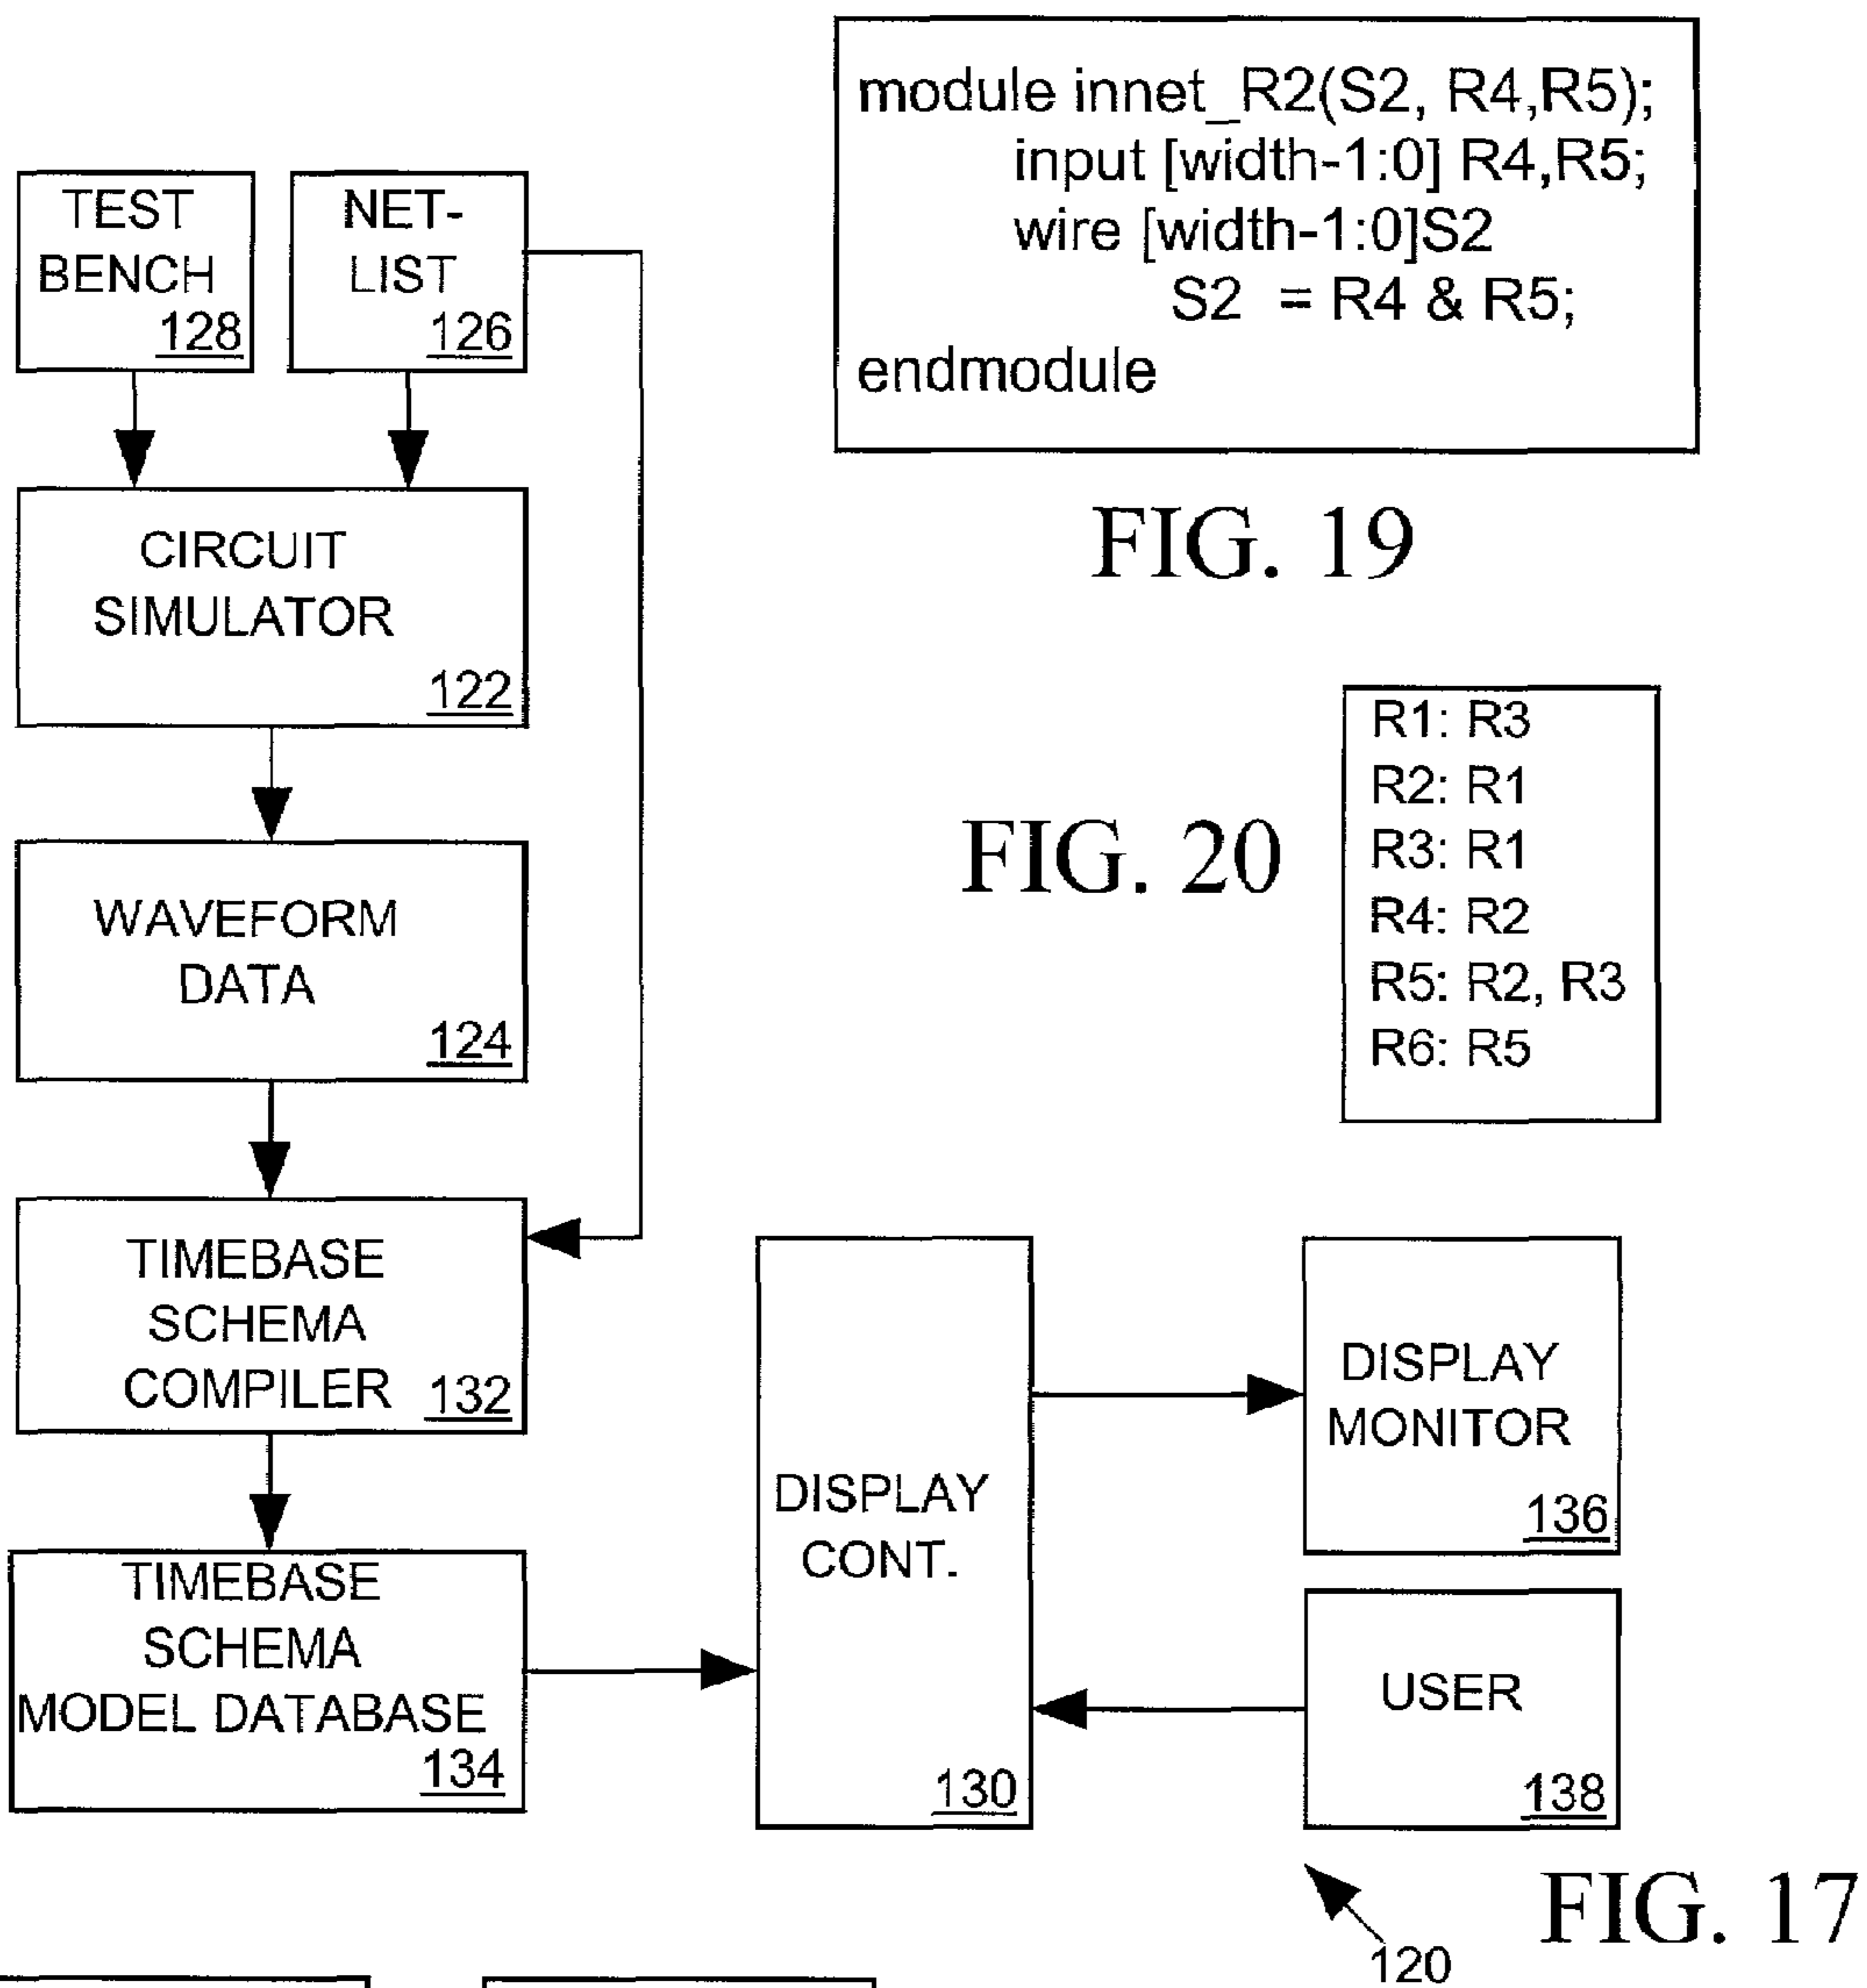 module innet_R2(S2, R4,R5);
input [width-1:0] R4,R5;
wire [width-1:0]S2
S2 = R4 & R5;
endmodule
FIG. 19
TEST
BENCH
128
NET-
LIST
126
CIRCUIT
SIMULATOR
122
WAVEFORM
DATA
124
FIG. 20
R1: R3
R2: R1
R3: R1
R4: R2
R5: R2, R3
R6: R5
TIMEBASE
SCHEMA
COMPILER 132
TIMEBASE
SCHEMA
MODEL DATABASE
134
DISPLAY
CONT.
130
DISPLAY
MONITOR
136
USER
138
120
FIG. 17